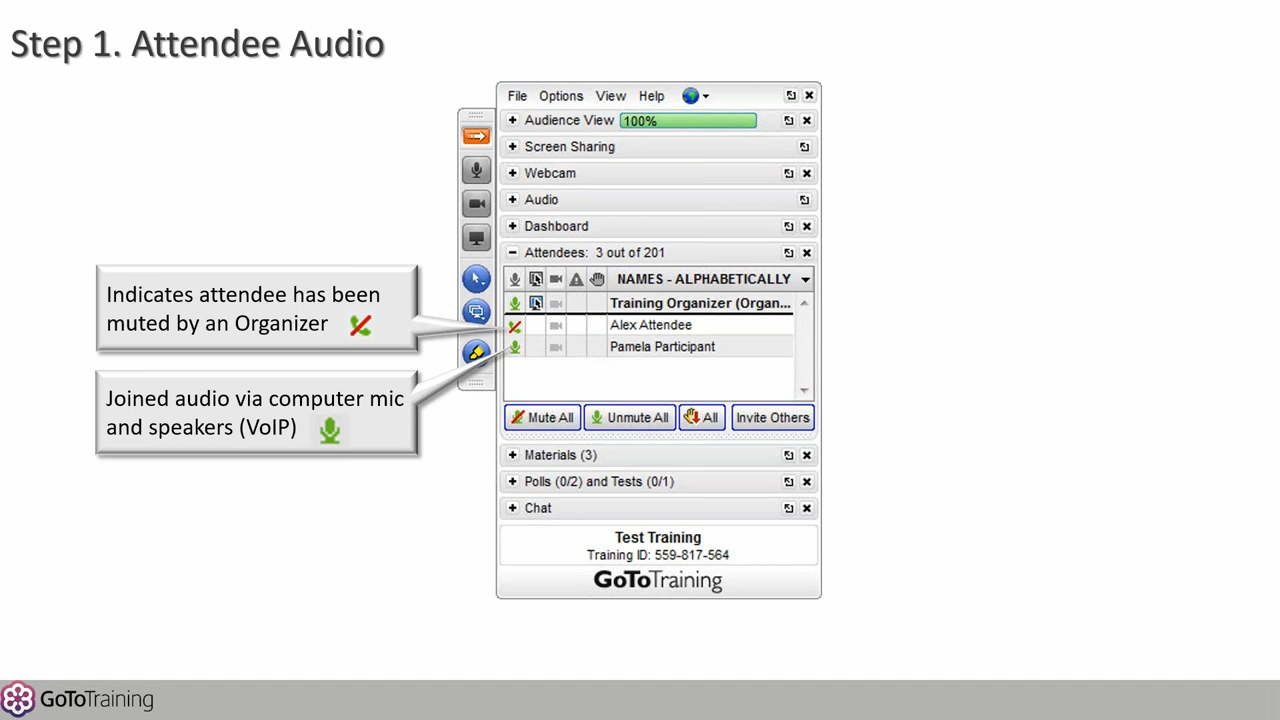 Step 1. Attendee Audio
File Options View Help
Audience View 100%
Screen Sharing
Webcam
Audio
Dashboard
Attendees: 3 out of 201
NAMES - ALPHABETICALLY
Training Organizer (Organ...
Alex Attendee
Pamela Participant
Mute All Unmute All All Invite Others
Materials (3)
Polls (0/2) and Tests (0/1)
Chat
Test Training
Training ID: 559-817-564
GoToTraining
Indicates attendee has been
muted by an Organizer
Joined audio via computer mic
and speakers (VoIP)
GoToTraining